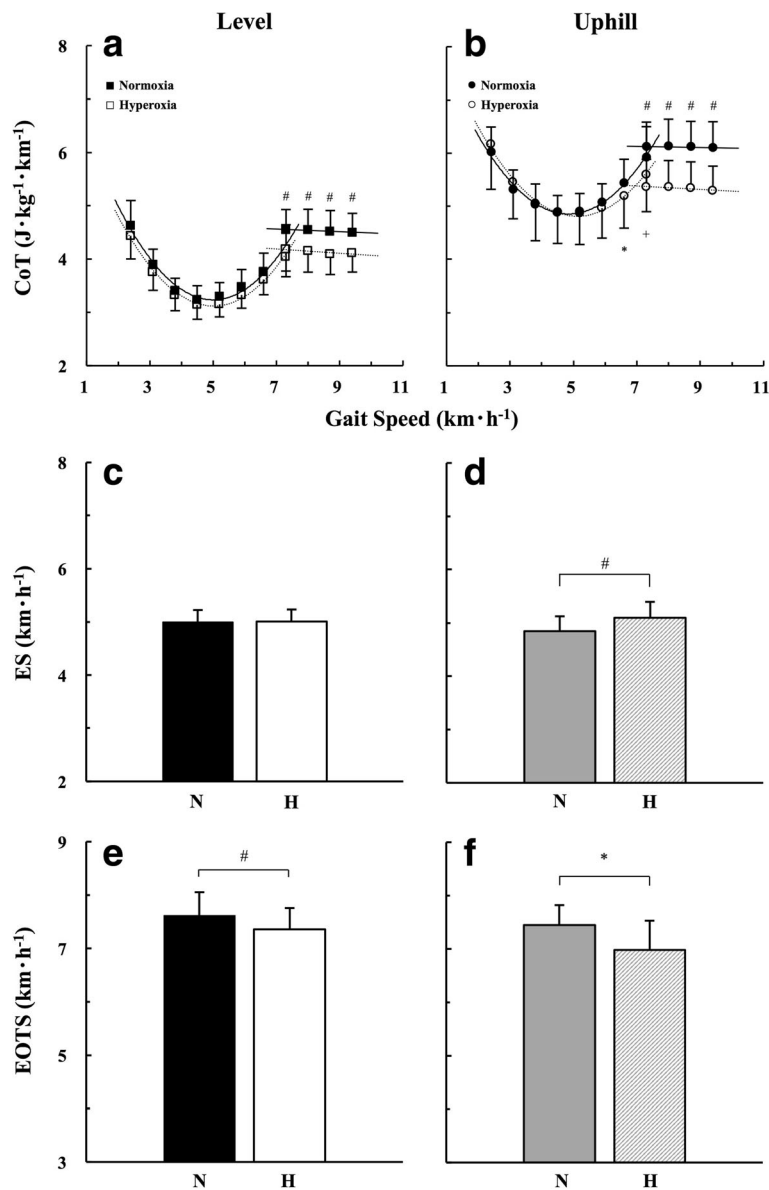 Level Uphill
a b
8
Normoxia Normoxia
Hyperoxia Hyperoxia
# # # # # # # #
6
CoT (J·kg⁻¹·km⁻¹)
4
+
*
2
1 3 5 7 9 11 1 3 5 7 9 11
Gait Speed (km·h⁻¹)
c d
8
#
6
ES (km·h⁻¹)
4
2
N H N H
e f
9
# *
7
EOTS (km·h⁻¹)
5
3
N H N H